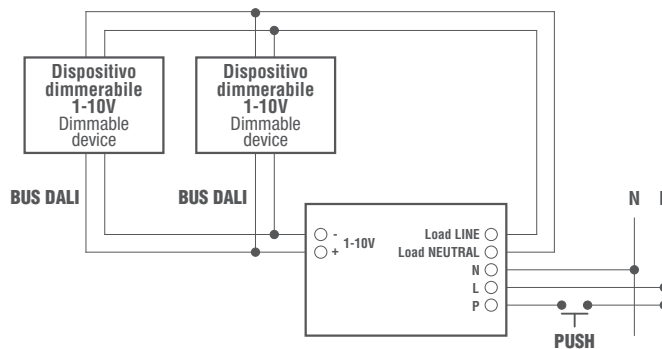 Dispositivo
dimmerabile
1-10V
Dimmable
device
Dispositivo
dimmerabile
1-10V
Dimmable
device
BUS DALI
BUS DALI
N
- 
+
1-10V
Load LINE
Load NEUTRAL
N
L
P
PUSH